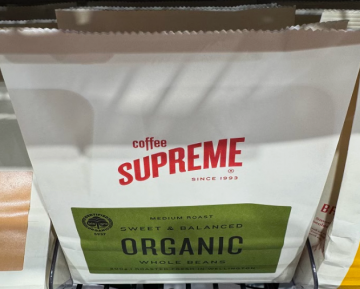 coffee
SUPREME
®
SINCE 1993
MEDIUM ROAST
SWEET & BALANCED
ORGANIC
WHOLE BEANS